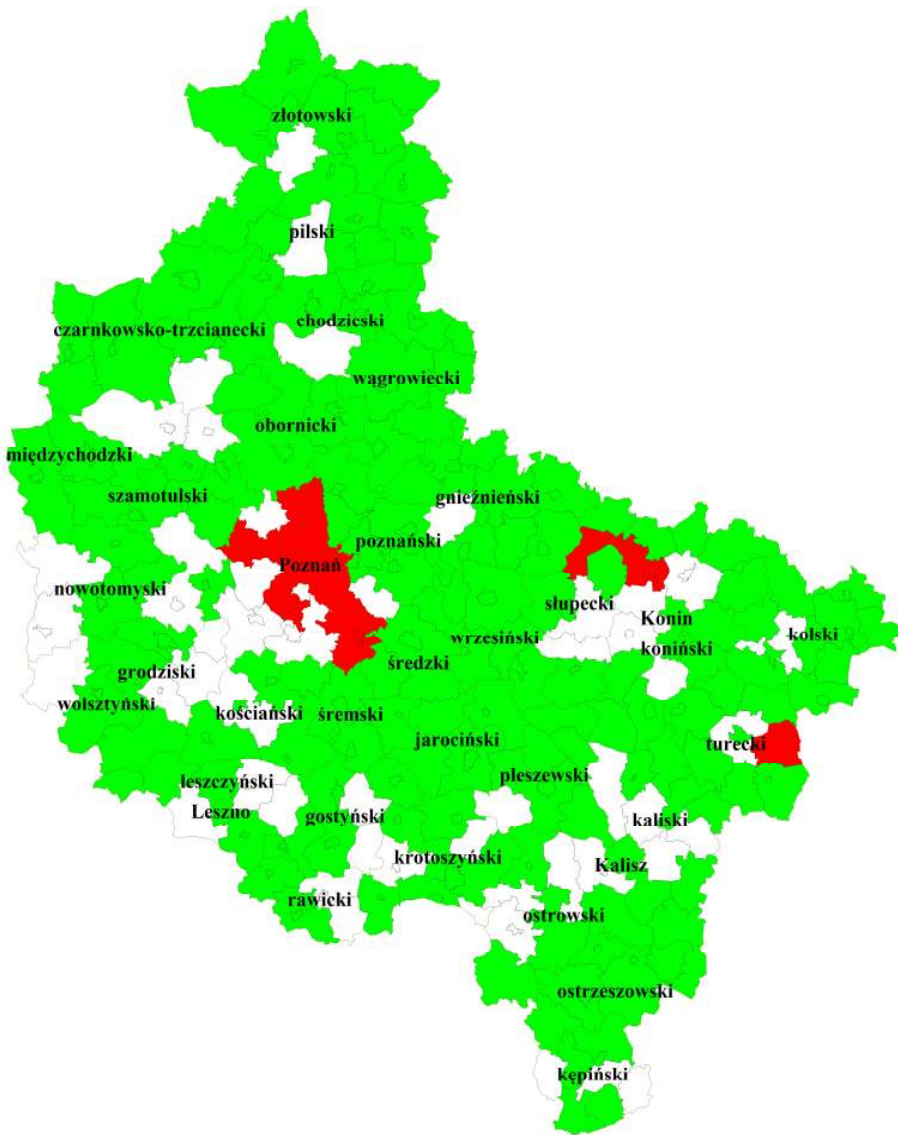 złotowski
pilski
chodzieski
czarnkowsko-trzcianecki
wągrowiecki
obornicki
międzychodzki
szamotulski
gnieźnieński
poznański
Poznań
nowotomyski
słupecki
Konin
wrzesiński
koniński
kolski
średzki
grodziski
wolsztyński
kościański
śremski
jarociński
turecki
pleszewski
leszczyński
Leszno
gostyński
kaliski
krotoszyński
Kalisz
rawicki
ostrowski
ostrzeszowski
kępiński